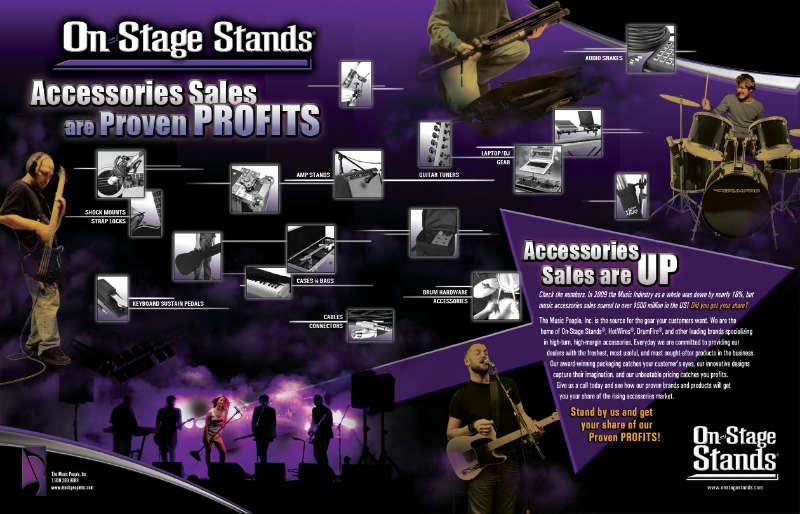 On-Stage Stands®
Accessories Sales
are Proven PROFITS
AUDIO SNAKES
LAPTOP/DJ
GEAR
AMP STANDS
GUITAR TUNERS
SHOCK MOUNTS
STRAP LOCKS
CASES & BAGS
KEYBOARD SUSTAIN PEDALS
DRUM HARDWARE
ACCESSORIES
CABLES
CONNECTORS
Accessories
Sales are UP
Check the numbers. In 2009 the Music Industry as a whole was down by nearly 18%, but
music accessories sales soared to over $500 million in the US! Did you get your share?
The Music People, Inc. is the source for the gear your customers want. We are the
home of On-Stage Stands®, HotWires®, DrumFire®, and other leading brands specializing
in high-turn, high-margin accessories. Everyday we are committed to providing our
dealers with the freshest, most useful, and most sought-after products in the business.
Our award-winning packaging catches your customer's eyes, our innovative designs
capture their imagination, and our unbeatable pricing catches you profits.
Give us a call today and see how our proven brands and products will get
you your share of the rising accessories market.
Stand by us and get
your share of our
Proven PROFITS!
On-Stage
Stands®
www.onstagestands.com
The Music People, Inc.
www.musicpeopleinc.com